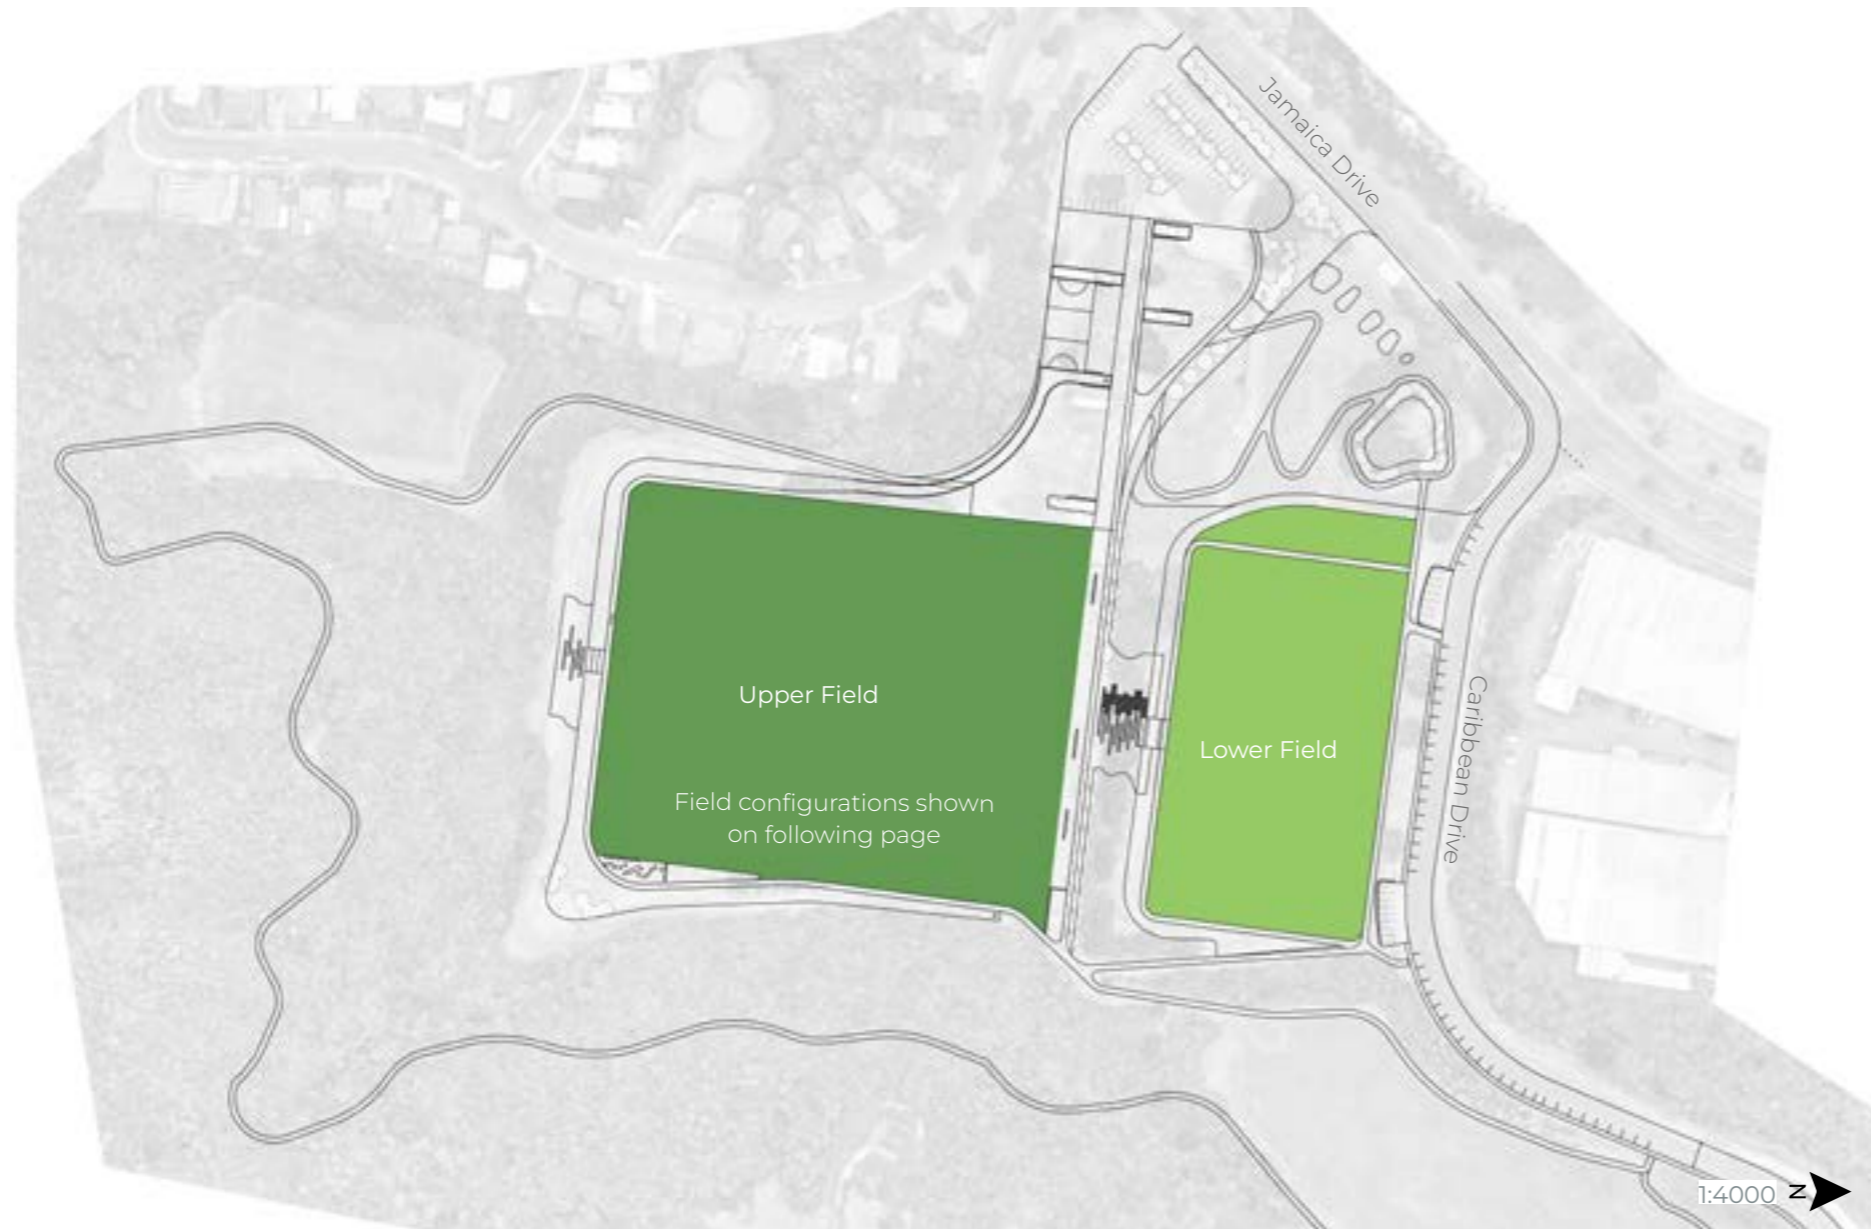 Jamaica Drive
Upper Field
Caribbean Drive
Lower Field
Field configurations shown
on following page
1:4000
N